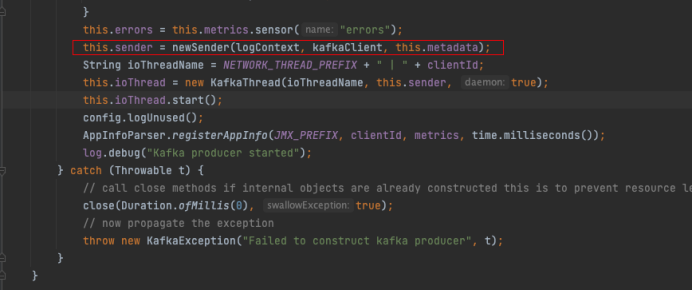 }
this.errors = this.metrics.sensor( name: "errors");
this.sender = newSender(logContext, kafkaClient, this.metadata);
String ioThreadName = NETWORK_THREAD_PREFIX + " | " + clientId;
this.ioThread = new KafkaThread(ioThreadName, this.sender, daemon: true);
this.ioThread.start();
config.logUnused();
AppInfoParser.registerAppInfo(JMX_PREFIX, clientId, metrics, time.milliseconds());
log.debug("Kafka producer started");
} catch (Throwable t) {
// call close methods if internal objects are already constructed this is to prevent resource le
close(Duration.ofMillis(0), swallowException: true);
// now propagate the exception
throw new KafkaException("Failed to construct kafka producer", t);
}
}